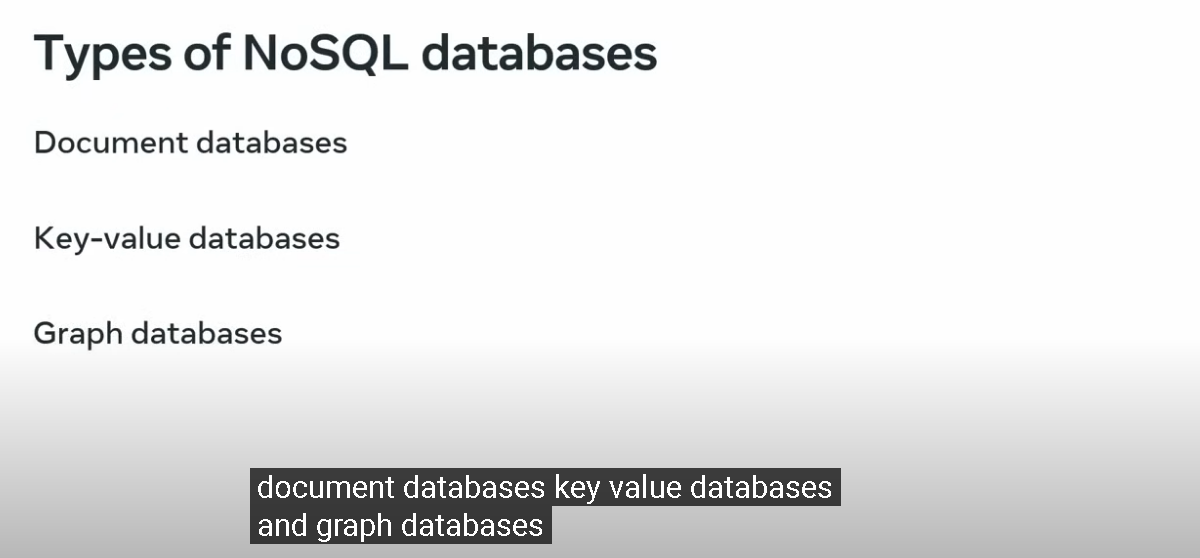 Types of NoSQL databases
Document databases
Key-value databases
Graph databases
document databases key value databases
and graph databases